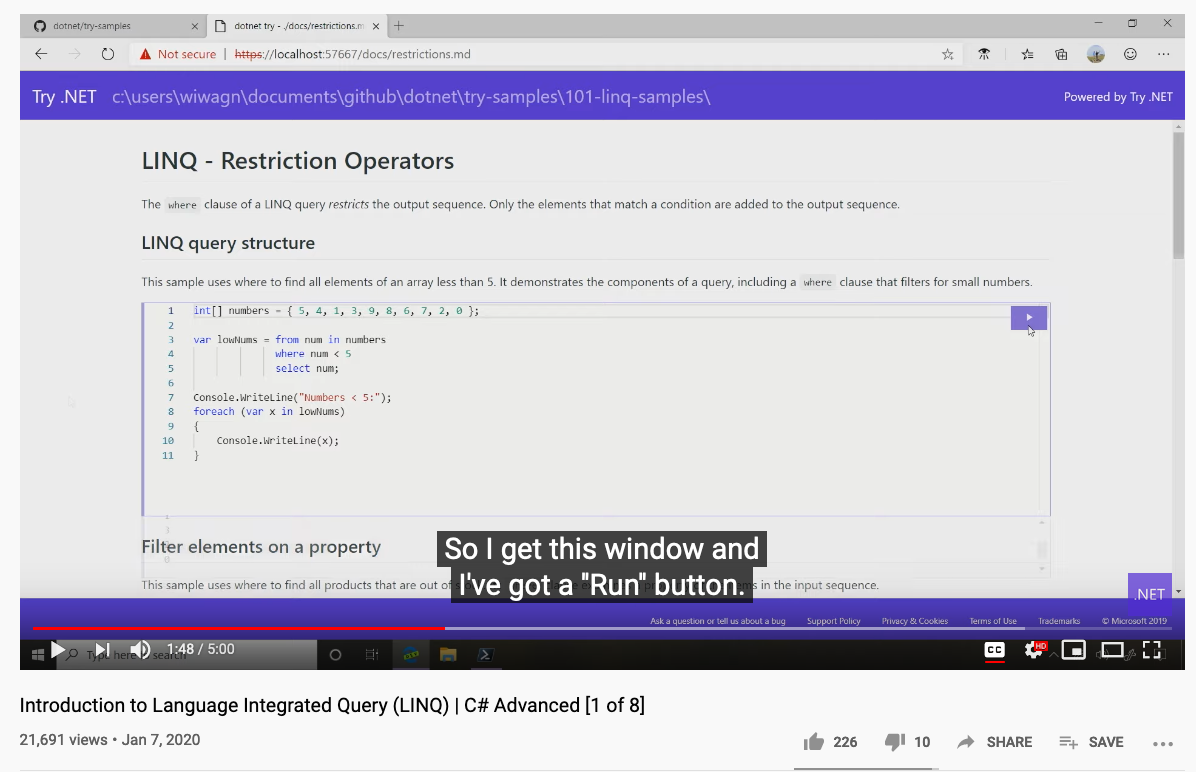 dotnet/try-samples
dotnet try - ./docs/restrictions.m
Not secure | https://localhost:57667/docs/restrictions.md
Try .NET c:\users\wiwagn\documents\github\dotnet\try-samples\101-linq-samples\
Powered by Try .NET
LINQ - Restriction Operators
The where clause of a LINQ query restricts the output sequence. Only the elements that match a condition are added to the output sequence.
LINQ query structure
This sample uses where to find all elements of an array less than 5. It demonstrates the components of a query, including a where clause that filters for small numbers.
1 int[] numbers = { 5, 4, 1, 3, 9, 8, 6, 7, 2, 0 };
2
3 var lowNums = from num in numbers
4 where num < 5
5 select num;
6
7 Console.WriteLine("Numbers < 5:");
8 foreach (var x in lowNums)
9 {
10 Console.WriteLine(x);
11 }
Filter elements on a property
So I get this window and
I've got a "Run" button.
This sample uses where to find all products that are out of in the input sequence.
.NET
Ask a question or tell us about a bug Support Policy Privacy & Cookies Terms of Use Trademarks © Microsoft 2019
Type here to search
1:48 / 5:00
CC
HD
Introduction to Language Integrated Query (LINQ) | C# Advanced [1 of 8]
21,691 views • Jan 7, 2020
226 10 SHARE SAVE